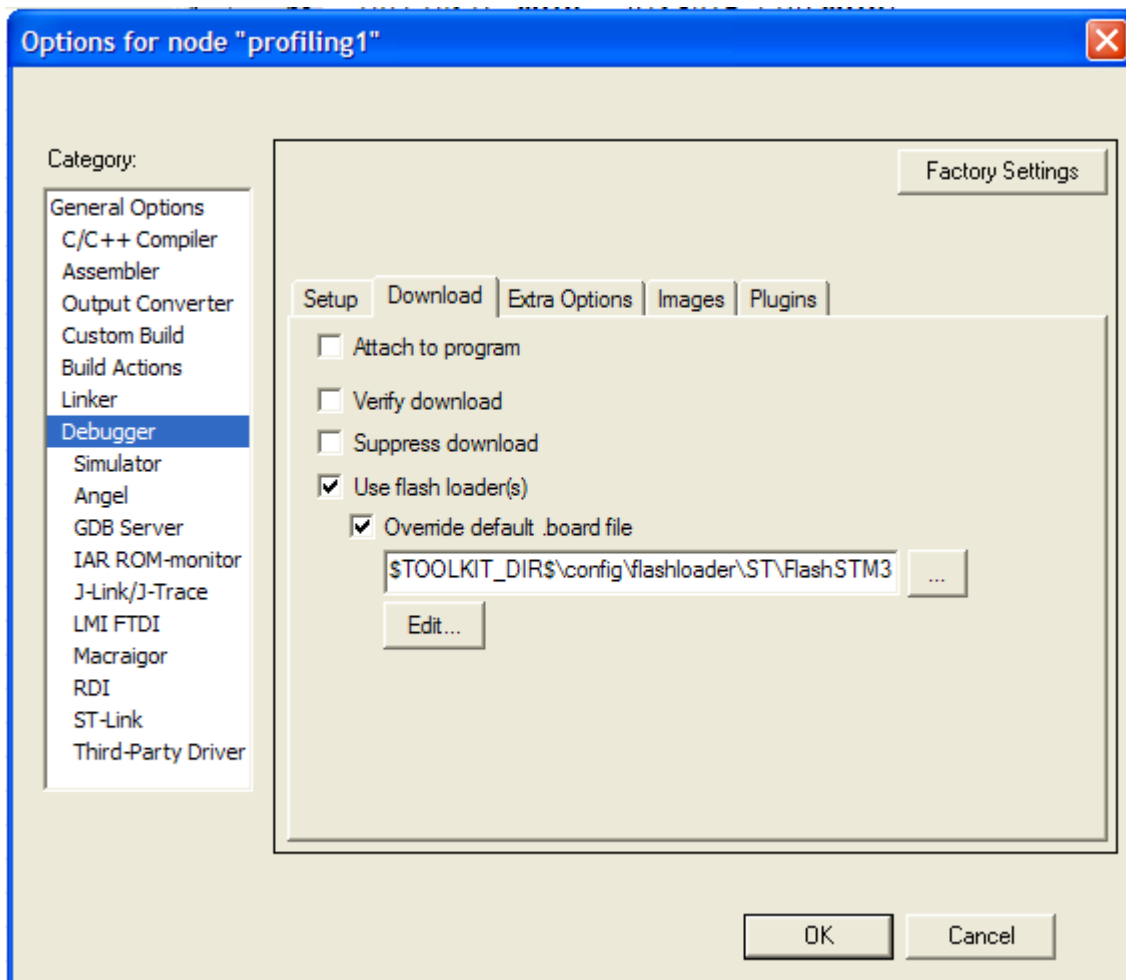 Options for node "profiling1"
Category:
Factory Settings
General Options
C/C++ Compiler
Assembler
Output Converter
Custom Build
Build Actions
Linker
Debugger
Simulator
Angel
GDB Server
IAR ROM-monitor
J-Link/J-Trace
LMI FTDI
Macraigor
RDI
ST-Link
Third-Party Driver
Setup Download Extra Options Images Plugins
Attach to program
Verify download
Suppress download
Use flash loader(s)
Override default .board file
$TOOLKIT_DIR$\config\flashloader\ST\FlashSTM3 ...
Edit...
OK Cancel